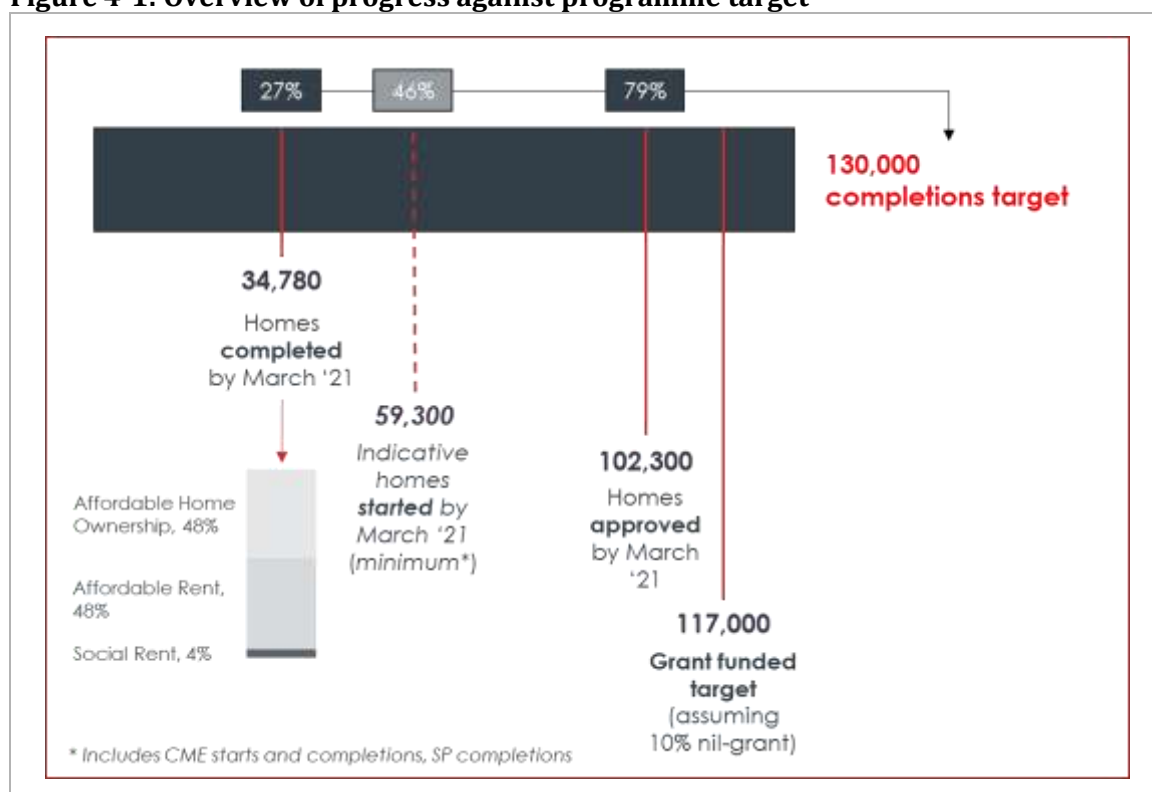 Figure 4-1: Overview of progress against programme target
27%
46%
79%
130,000
completions target
34,780
Homes
completed
by March ‘21
59,300
Indicative
homes
started by
March ‘21
(minimum*)
102,300
Homes
approved
by March
‘21
117,000
Grant funded
target
(assuming
10% nil-grant)
Affordable Home
Ownership, 48%
Affordable Rent,
48%
Social Rent, 4%
* Includes CME starts and completions, SP completions